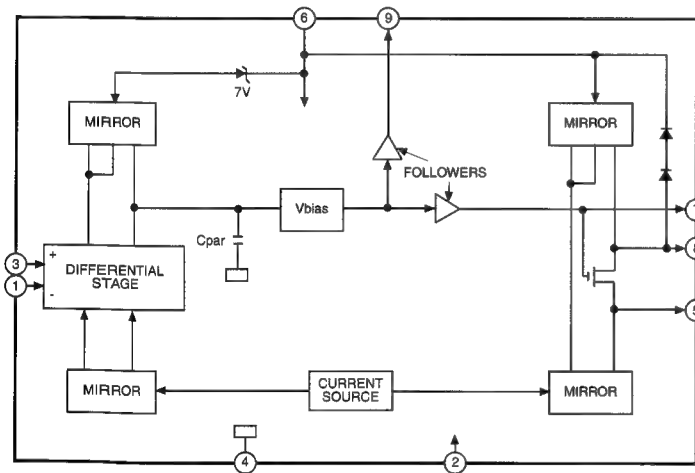 6
9
7V
MIRROR
MIRROR
FOLLOWERS
Vbias
Cpar
3
+
DIFFERENTIAL
STAGE
1
-
5
MIRROR
CURRENT
SOURCE
MIRROR
4
2